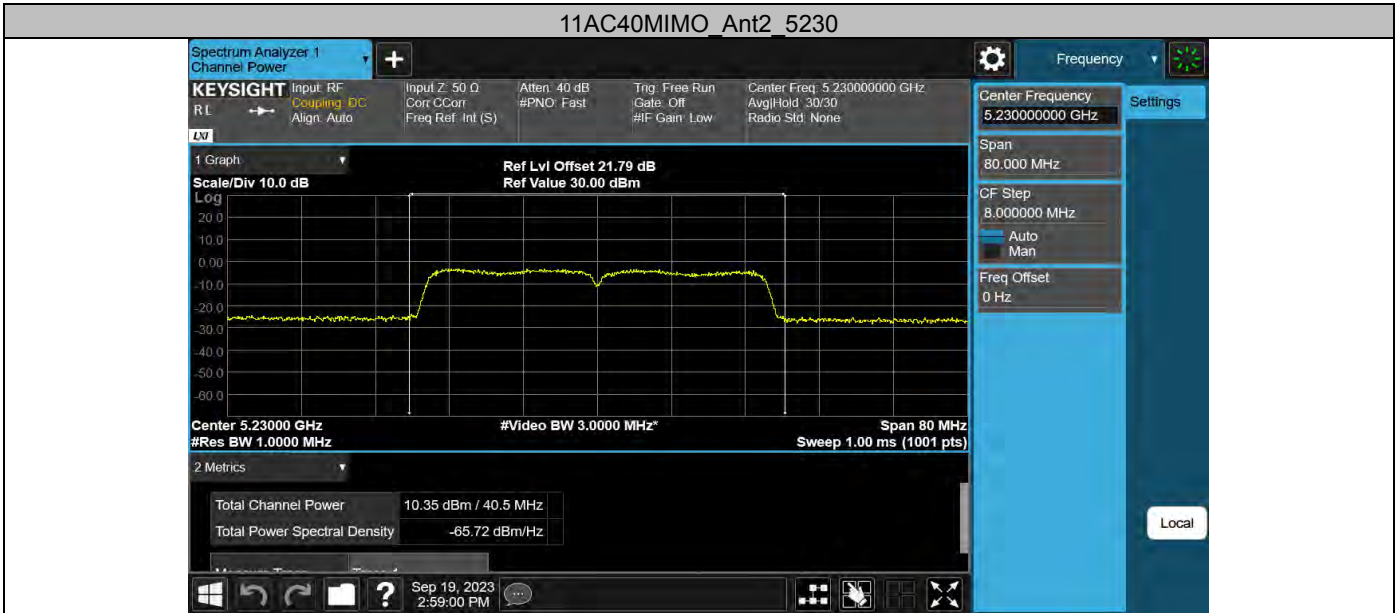 11AC40MIMO_Ant2_5230
Spectrum Analyzer 1
Channel Power
Frequency
KEYSIGHT
R L
LXI
Input: RF
Coupling: DC
Align: Auto
Input Z: 50 Ω
Corr CCorr
Freq Ref: Int (S)
Atten: 40 dB
#PNO: Fast
Trig: Free Run
Gate: Off
#IF Gain: Low
Center Freq: 5.230000000 GHz
Avg|Hold: 30/30
Radio Std: None
Center Frequency
5.230000000 GHz
Settings
Span
80.000 MHz
CF Step
8.000000 MHz
Auto
Man
Freq Offset
0 Hz
1 Graph
Ref Lvl Offset 21.79 dB
Scale/Div 10.0 dB
Ref Value 30.00 dBm
Log
20.0
10.0
0.00
-10.0
-20.0
-30.0
-40.0
-50.0
-60.0
Center 5.23000 GHz
#Video BW 3.0000 MHz*
Span 80 MHz
#Res BW 1.0000 MHz
Sweep 1.00 ms (1001 pts)
2 Metrics
Total Channel Power 10.35 dBm / 40.5 MHz
Total Power Spectral Density -65.72 dBm/Hz
Local
?
Sep 19, 2023
2:59:00 PM